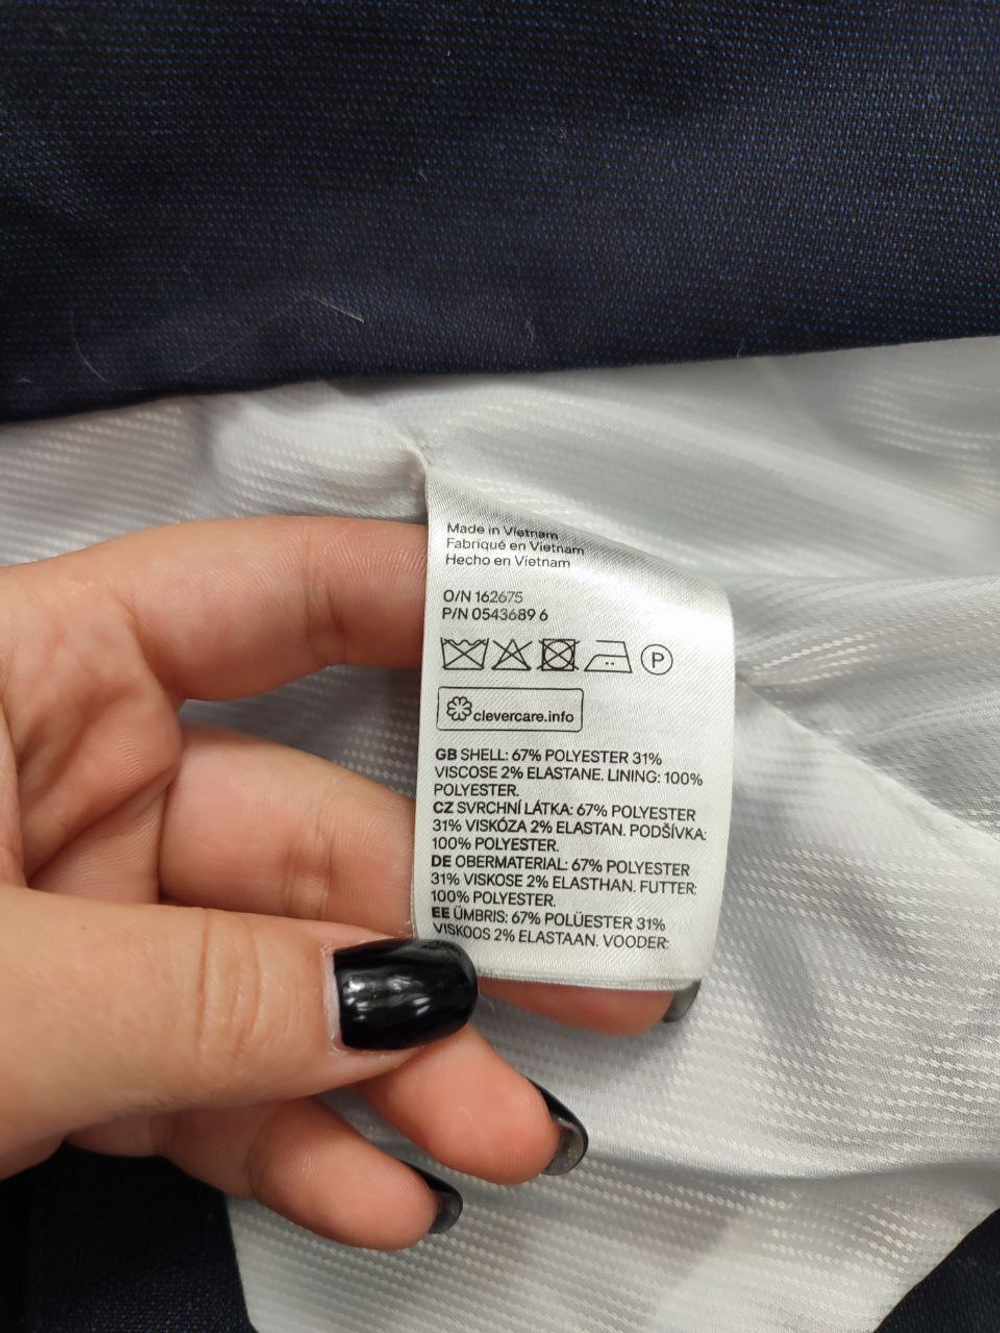 Made in Vietnam
Fabriqué en Vietnam
Hecho en Vietnam
O/N 162675
P/N 0543689 6
P
clevercare.info
GB SHELL: 67% POLYESTER 31%
VISCOSE 2% ELASTANE. LINING: 100%
POLYESTER.
CZ SVRCHNÍ LÁTKA: 67% POLYESTER
31% VISKÓZA 2% ELASTAN. PODŠÍVKA:
100% POLYESTER.
DE OBERMATERIAL: 67% POLYESTER
31% VISKOSE 2% ELASTHAN. FUTTER:
100% POLYESTER.
EE ÜMBRIS: 67% POLÜESTER 31%
VISKOOS 2% ELASTAAN. VOODER: